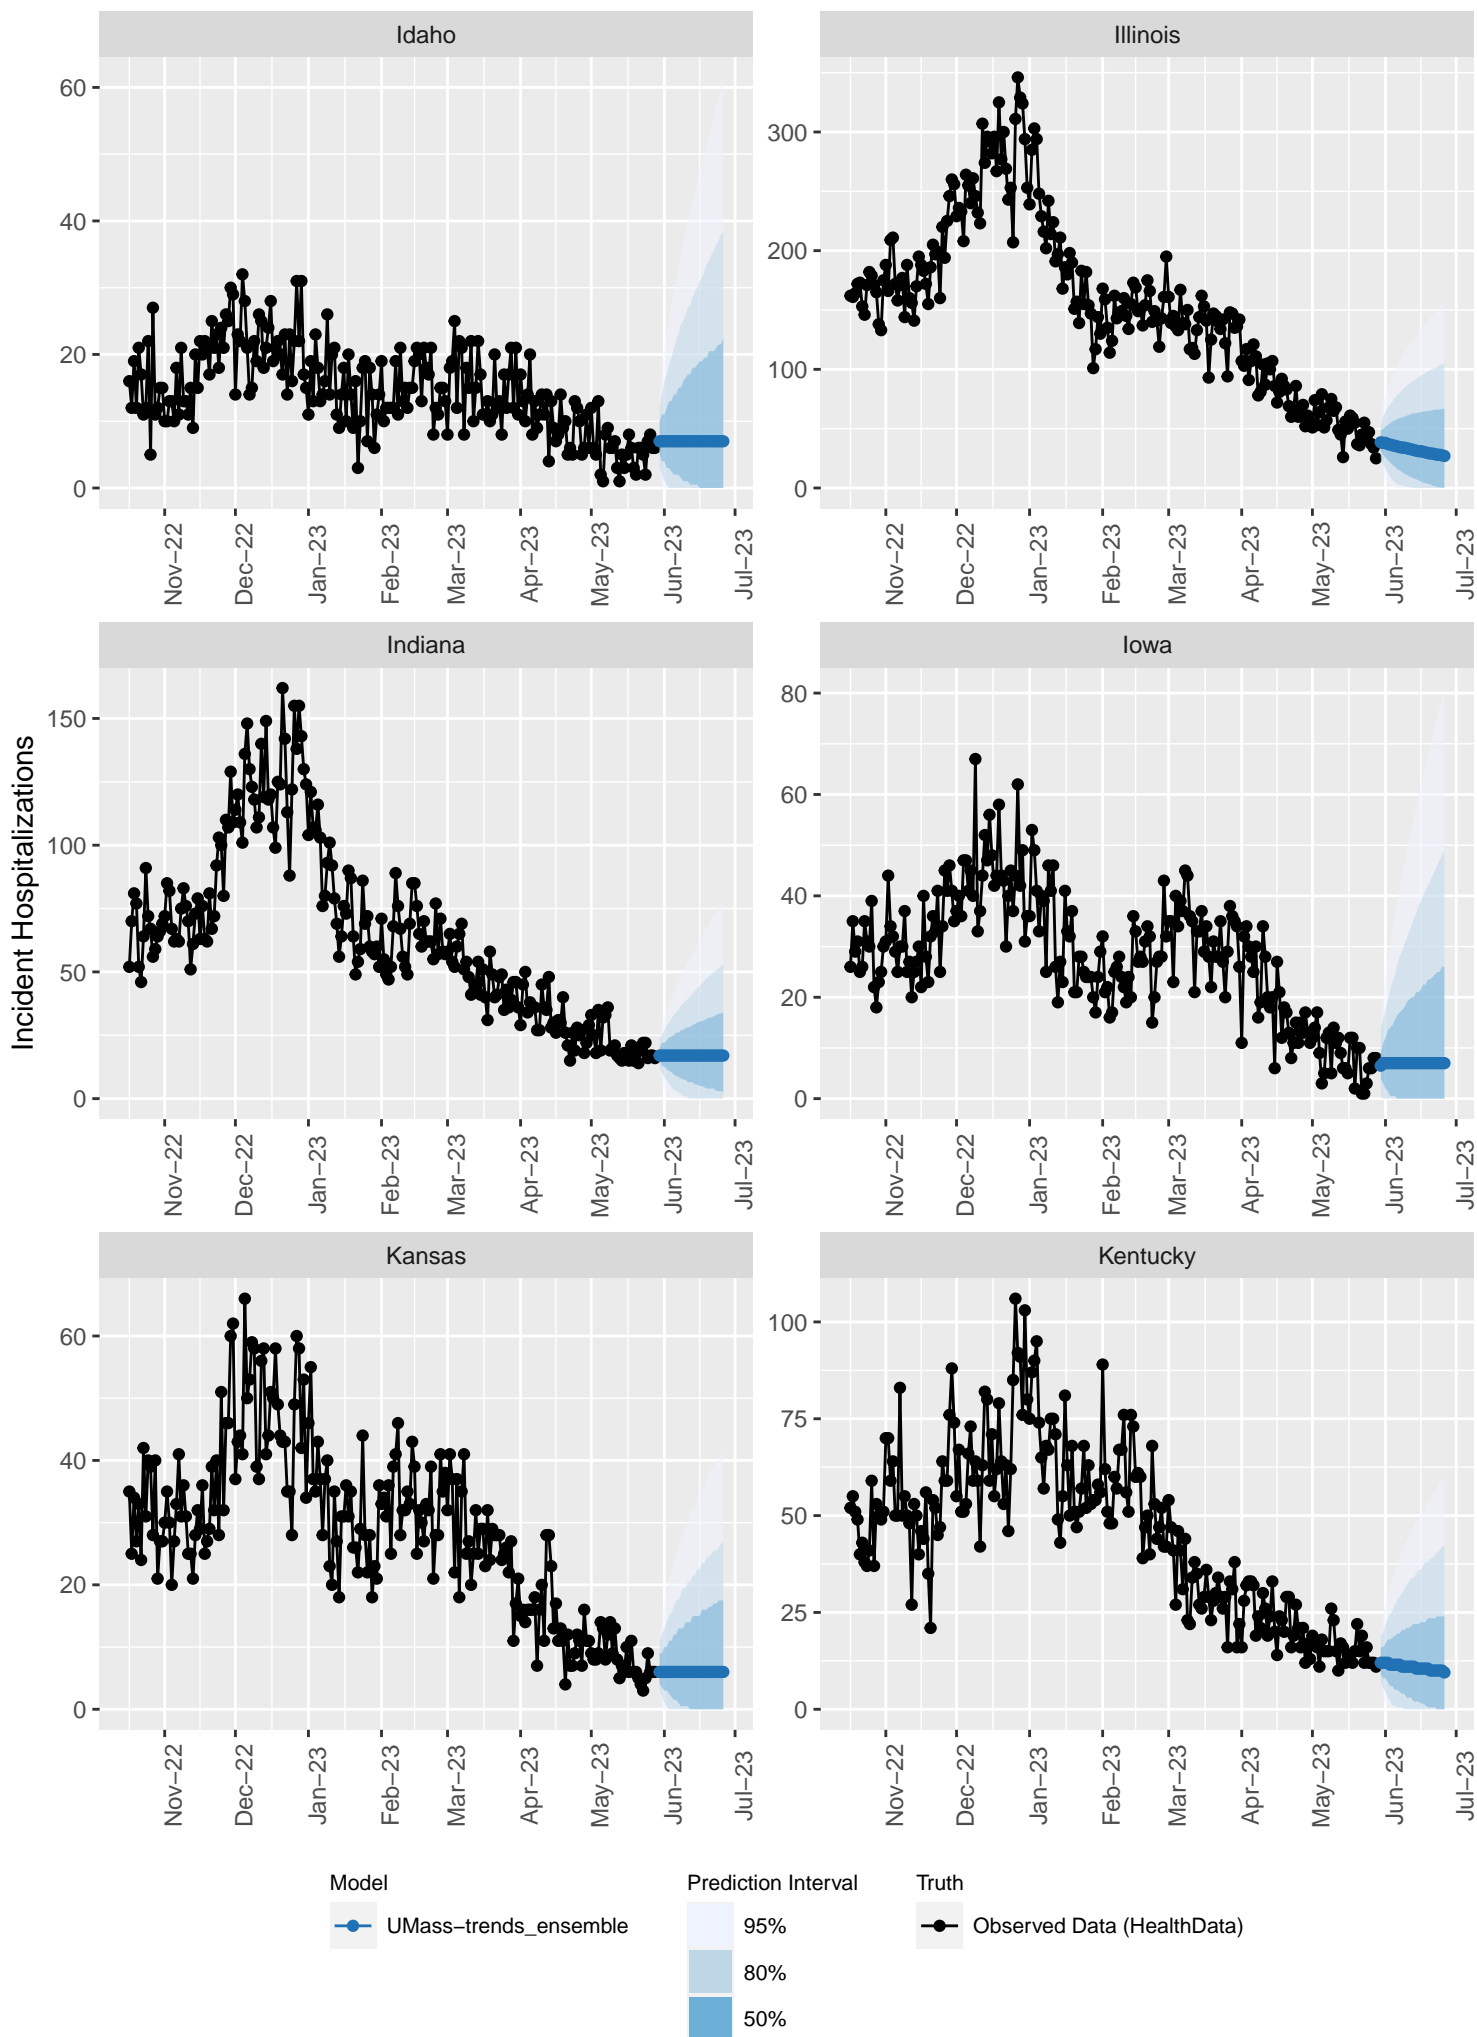 Idaho
Illinois
60
40
20
0
300
200
100
0
Nov−22
Dec−22
Jan−23
Feb−23
Mar−23
Apr−23
May−23
Jun−23
Jul−23
Nov−22
Dec−22
Jan−23
Feb−23
Mar−23
Apr−23
May−23
Jun−23
Jul−23
Indiana
Iowa
Incident Hospitalizations
150
100
50
0
80
60
40
20
0
Nov−22
Dec−22
Jan−23
Feb−23
Mar−23
Apr−23
May−23
Jun−23
Jul−23
Nov−22
Dec−22
Jan−23
Feb−23
Mar−23
Apr−23
May−23
Jun−23
Jul−23
Kansas
Kentucky
60
40
20
0
100
75
50
25
0
Nov−22
Dec−22
Jan−23
Feb−23
Mar−23
Apr−23
May−23
Jun−23
Jul−23
Nov−22
Dec−22
Jan−23
Feb−23
Mar−23
Apr−23
May−23
Jun−23
Jul−23
Model
UMass−trends_ensemble
Prediction Interval
95%
80%
50%
Truth
Observed Data (HealthData)